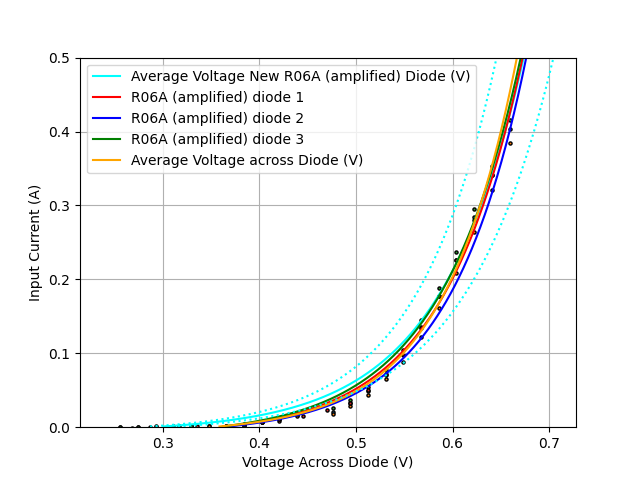 0.5
0.4
0.3
0.2
0.1
0.0
Input Current (A)
Average Voltage New R06A (amplified) Diode (V)
R06A (amplified) diode 1
R06A (amplified) diode 2
R06A (amplified) diode 3
Average Voltage across Diode (V)
0.3 0.4 0.5 0.6 0.7
Voltage Across Diode (V)